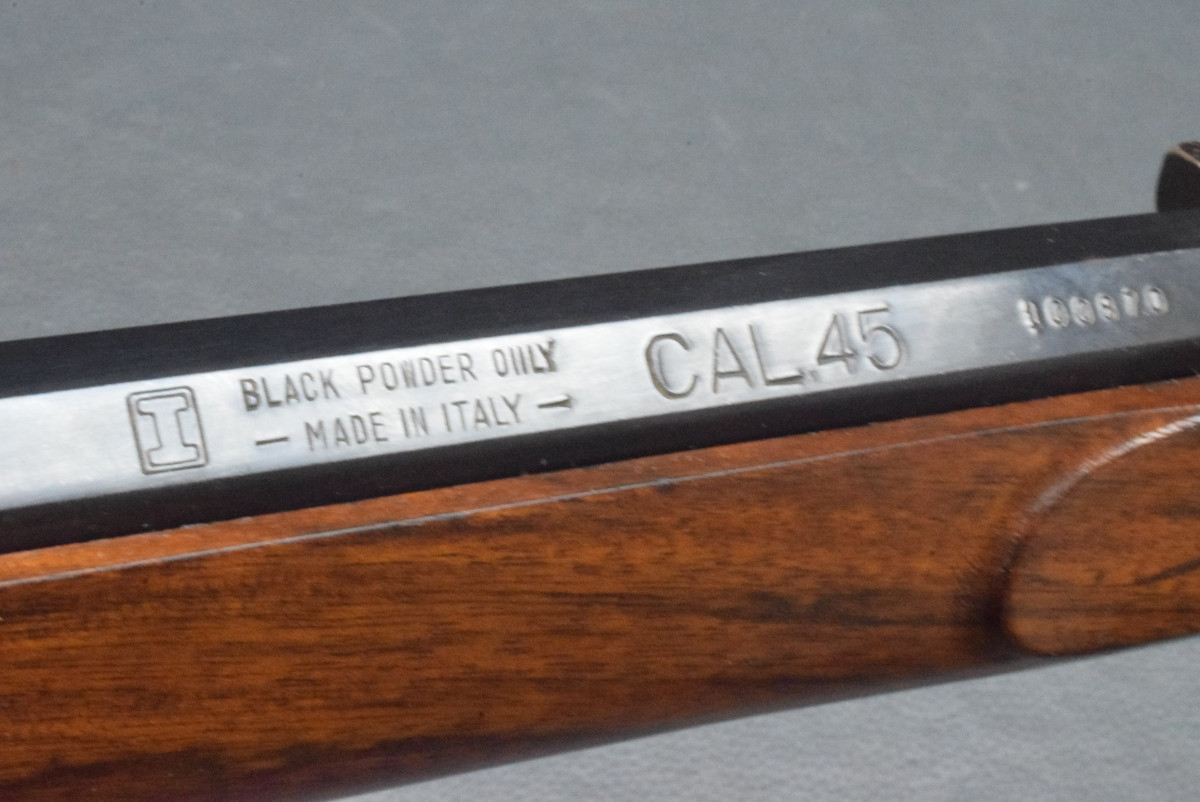 I
BLACK POWDER ONLY
— MADE IN ITALY —
CAL.45